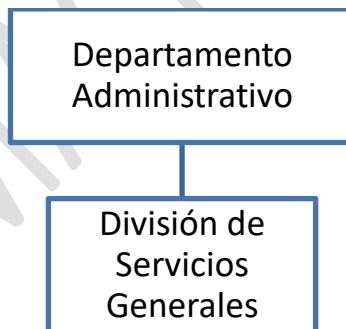 Departamento
Administrativo
División de
Servicios
Generales